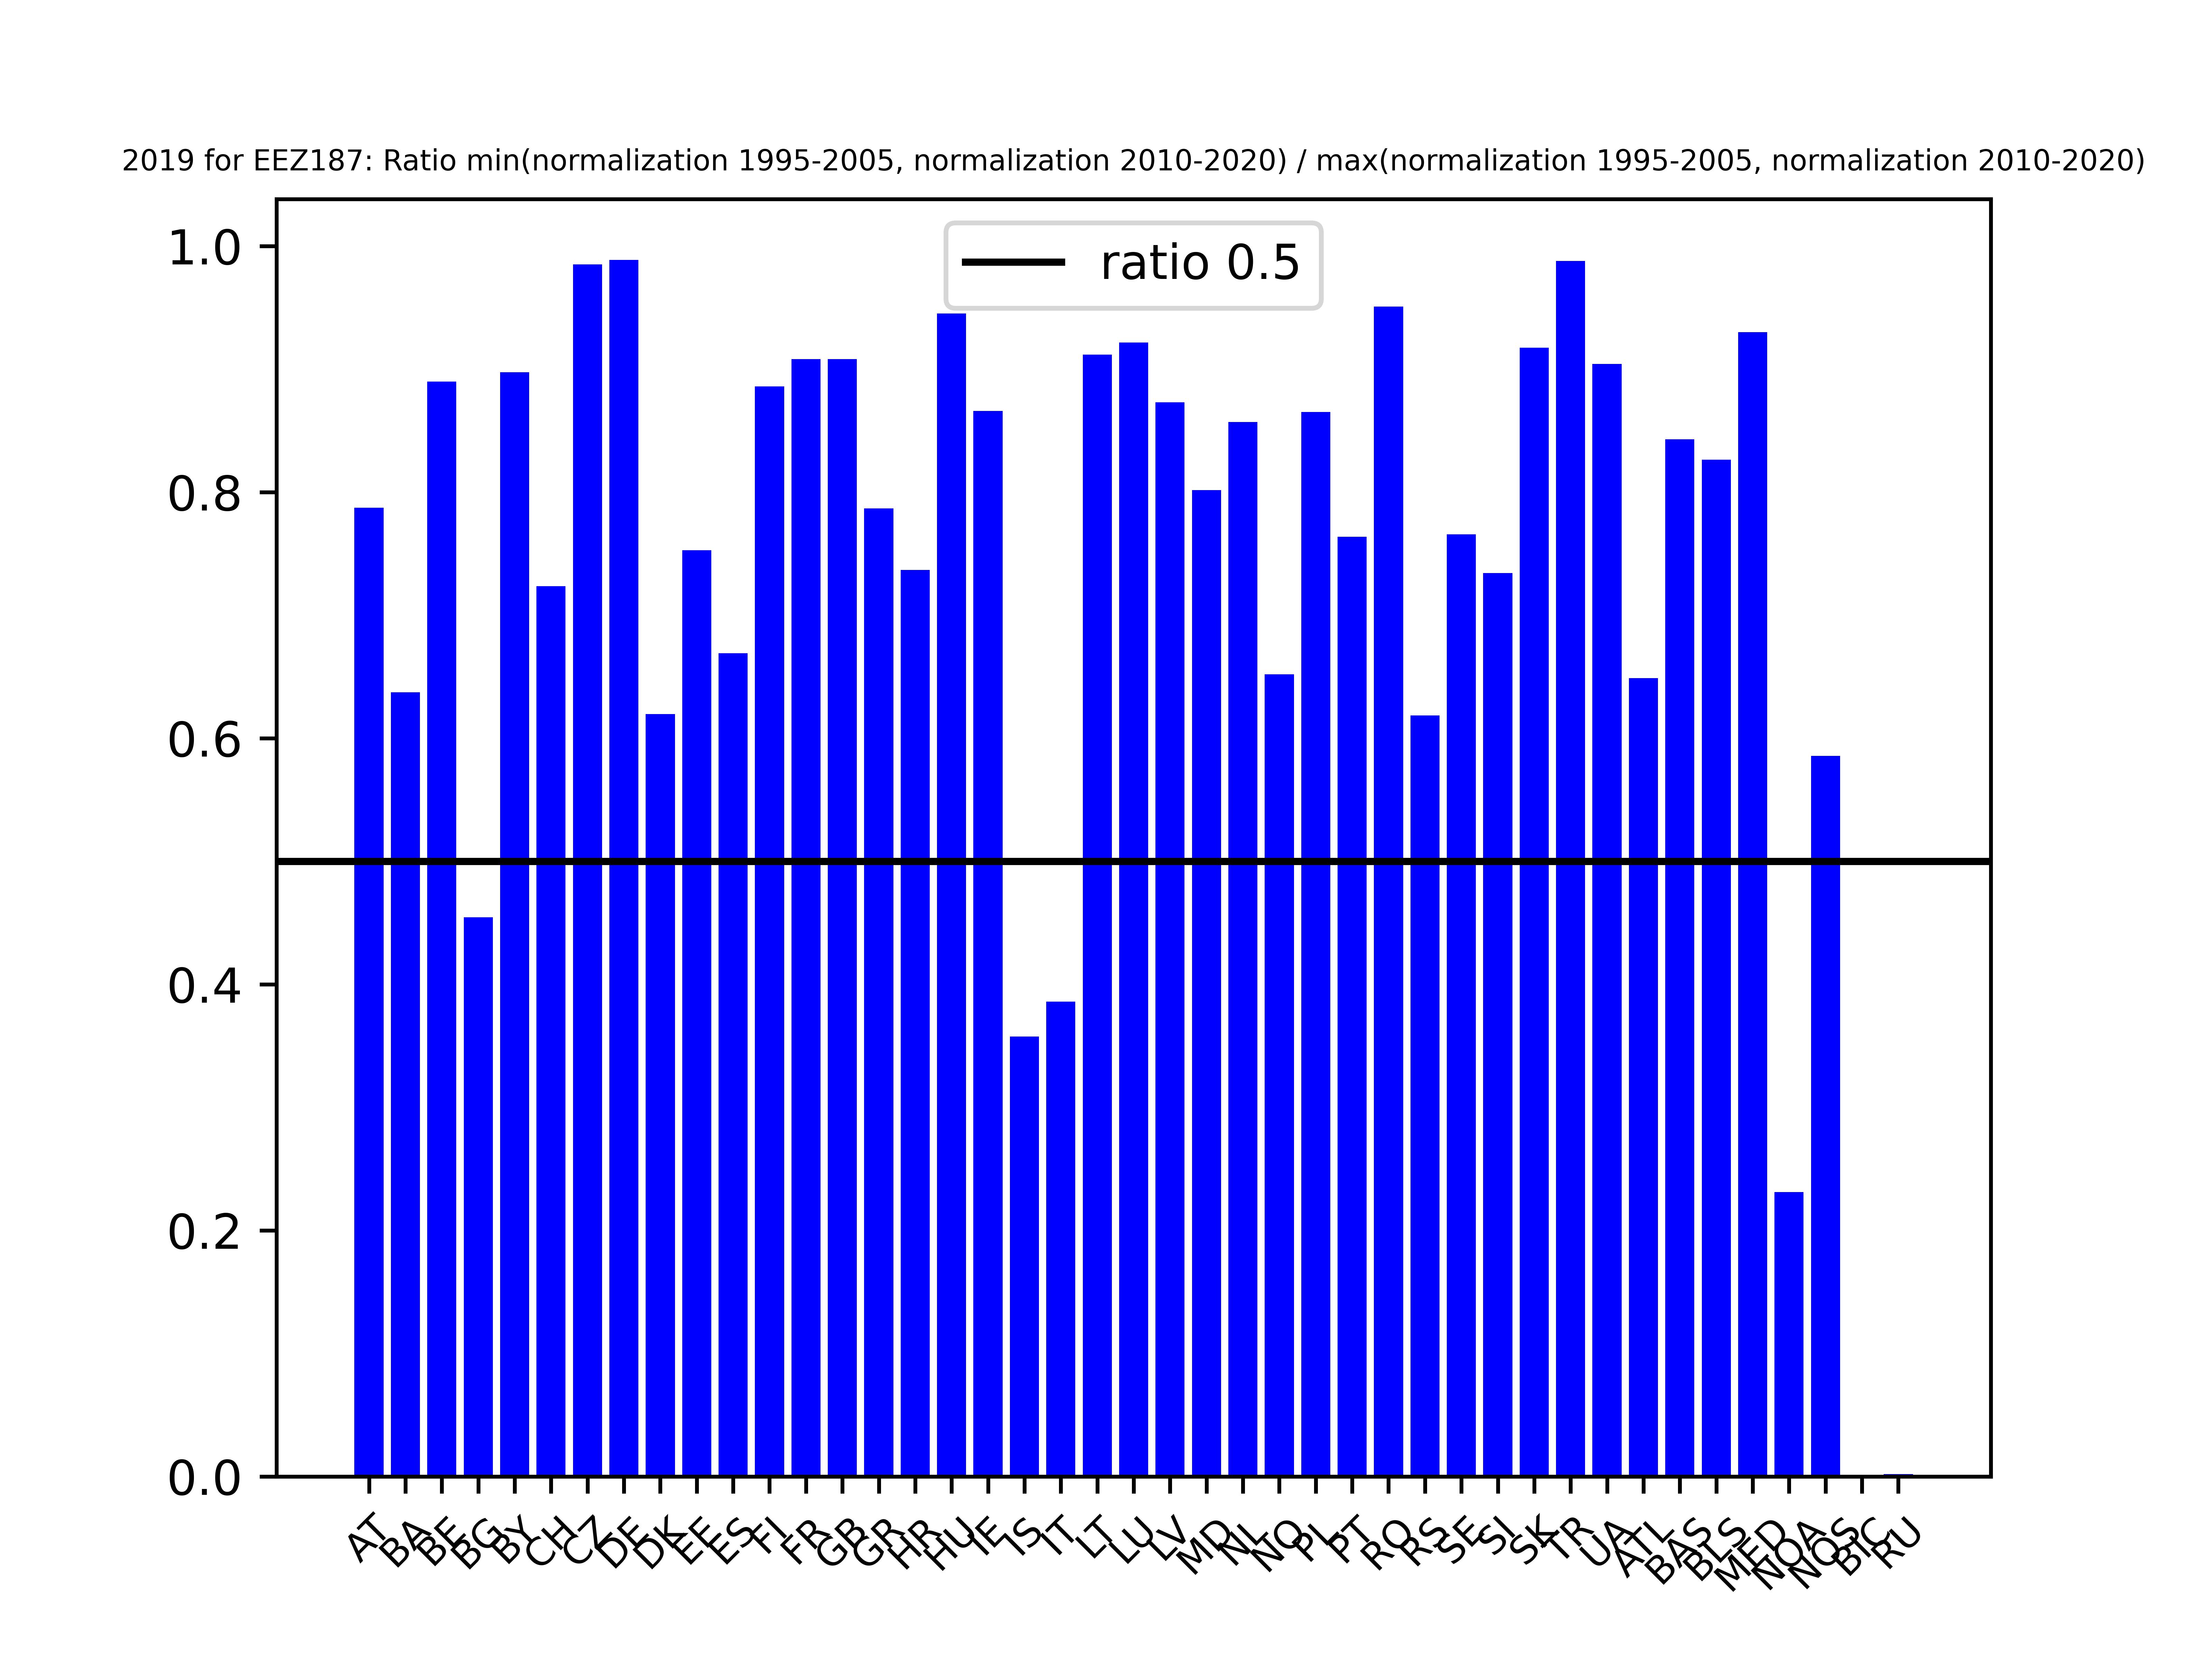 2019 for EEZ187: Ratio min(normalization 1995-2005, normalization 2010-2020) / max(normalization 1995-2005, normalization 2010-2020)
ratio 0.5
1.0
0.8
0.6
0.4
0.2
0.0
AT BA BE BG BY CH CZ DE DK EE ES FI FR GB GR HR HU IE IS IT LT LU LV MD NL NO PL PT RO RS SE SI SK TR UA ATL BAS BLS MED NOA NOS BIC RU